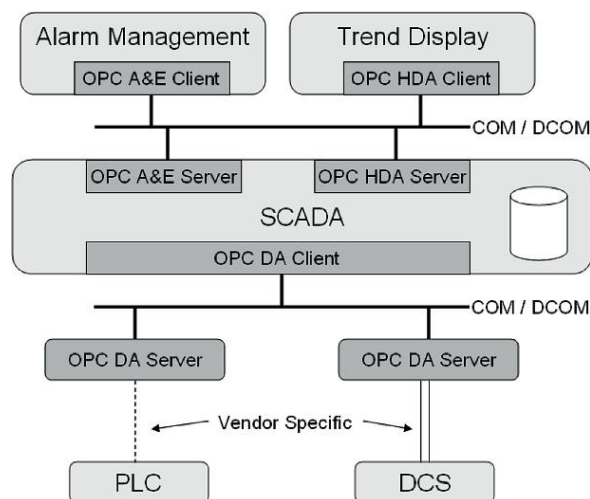 Alarm Management
Trend Display
OPC A&E Client
OPC HDA Client
COM / DCOM
OPC A&E Server
OPC HDA Server
SCADA
OPC DA Client
COM / DCOM
OPC DA Server
OPC DA Server
Vendor Specific
PLC
DCS